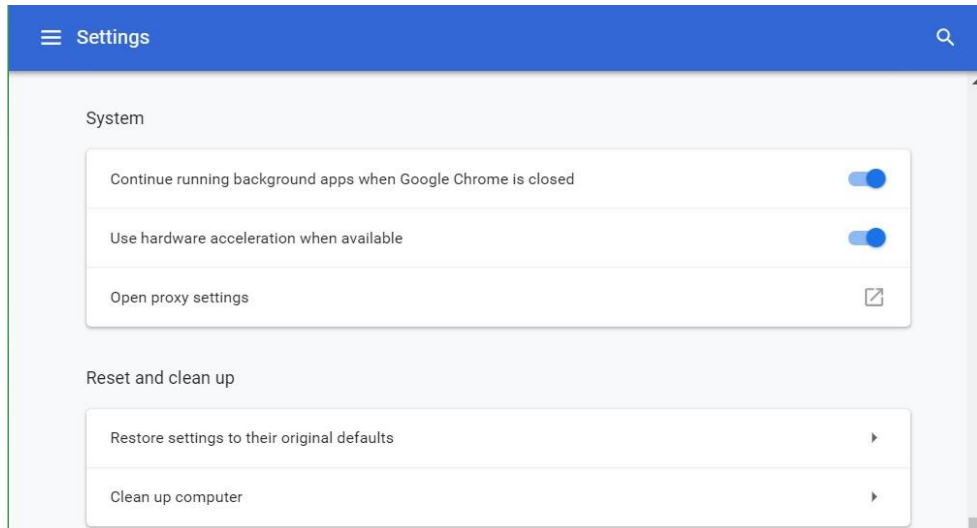 Settings
System
Continue running background apps when Google Chrome is closed
Use hardware acceleration when available
Open proxy settings
Reset and clean up
Restore settings to their original defaults
Clean up computer